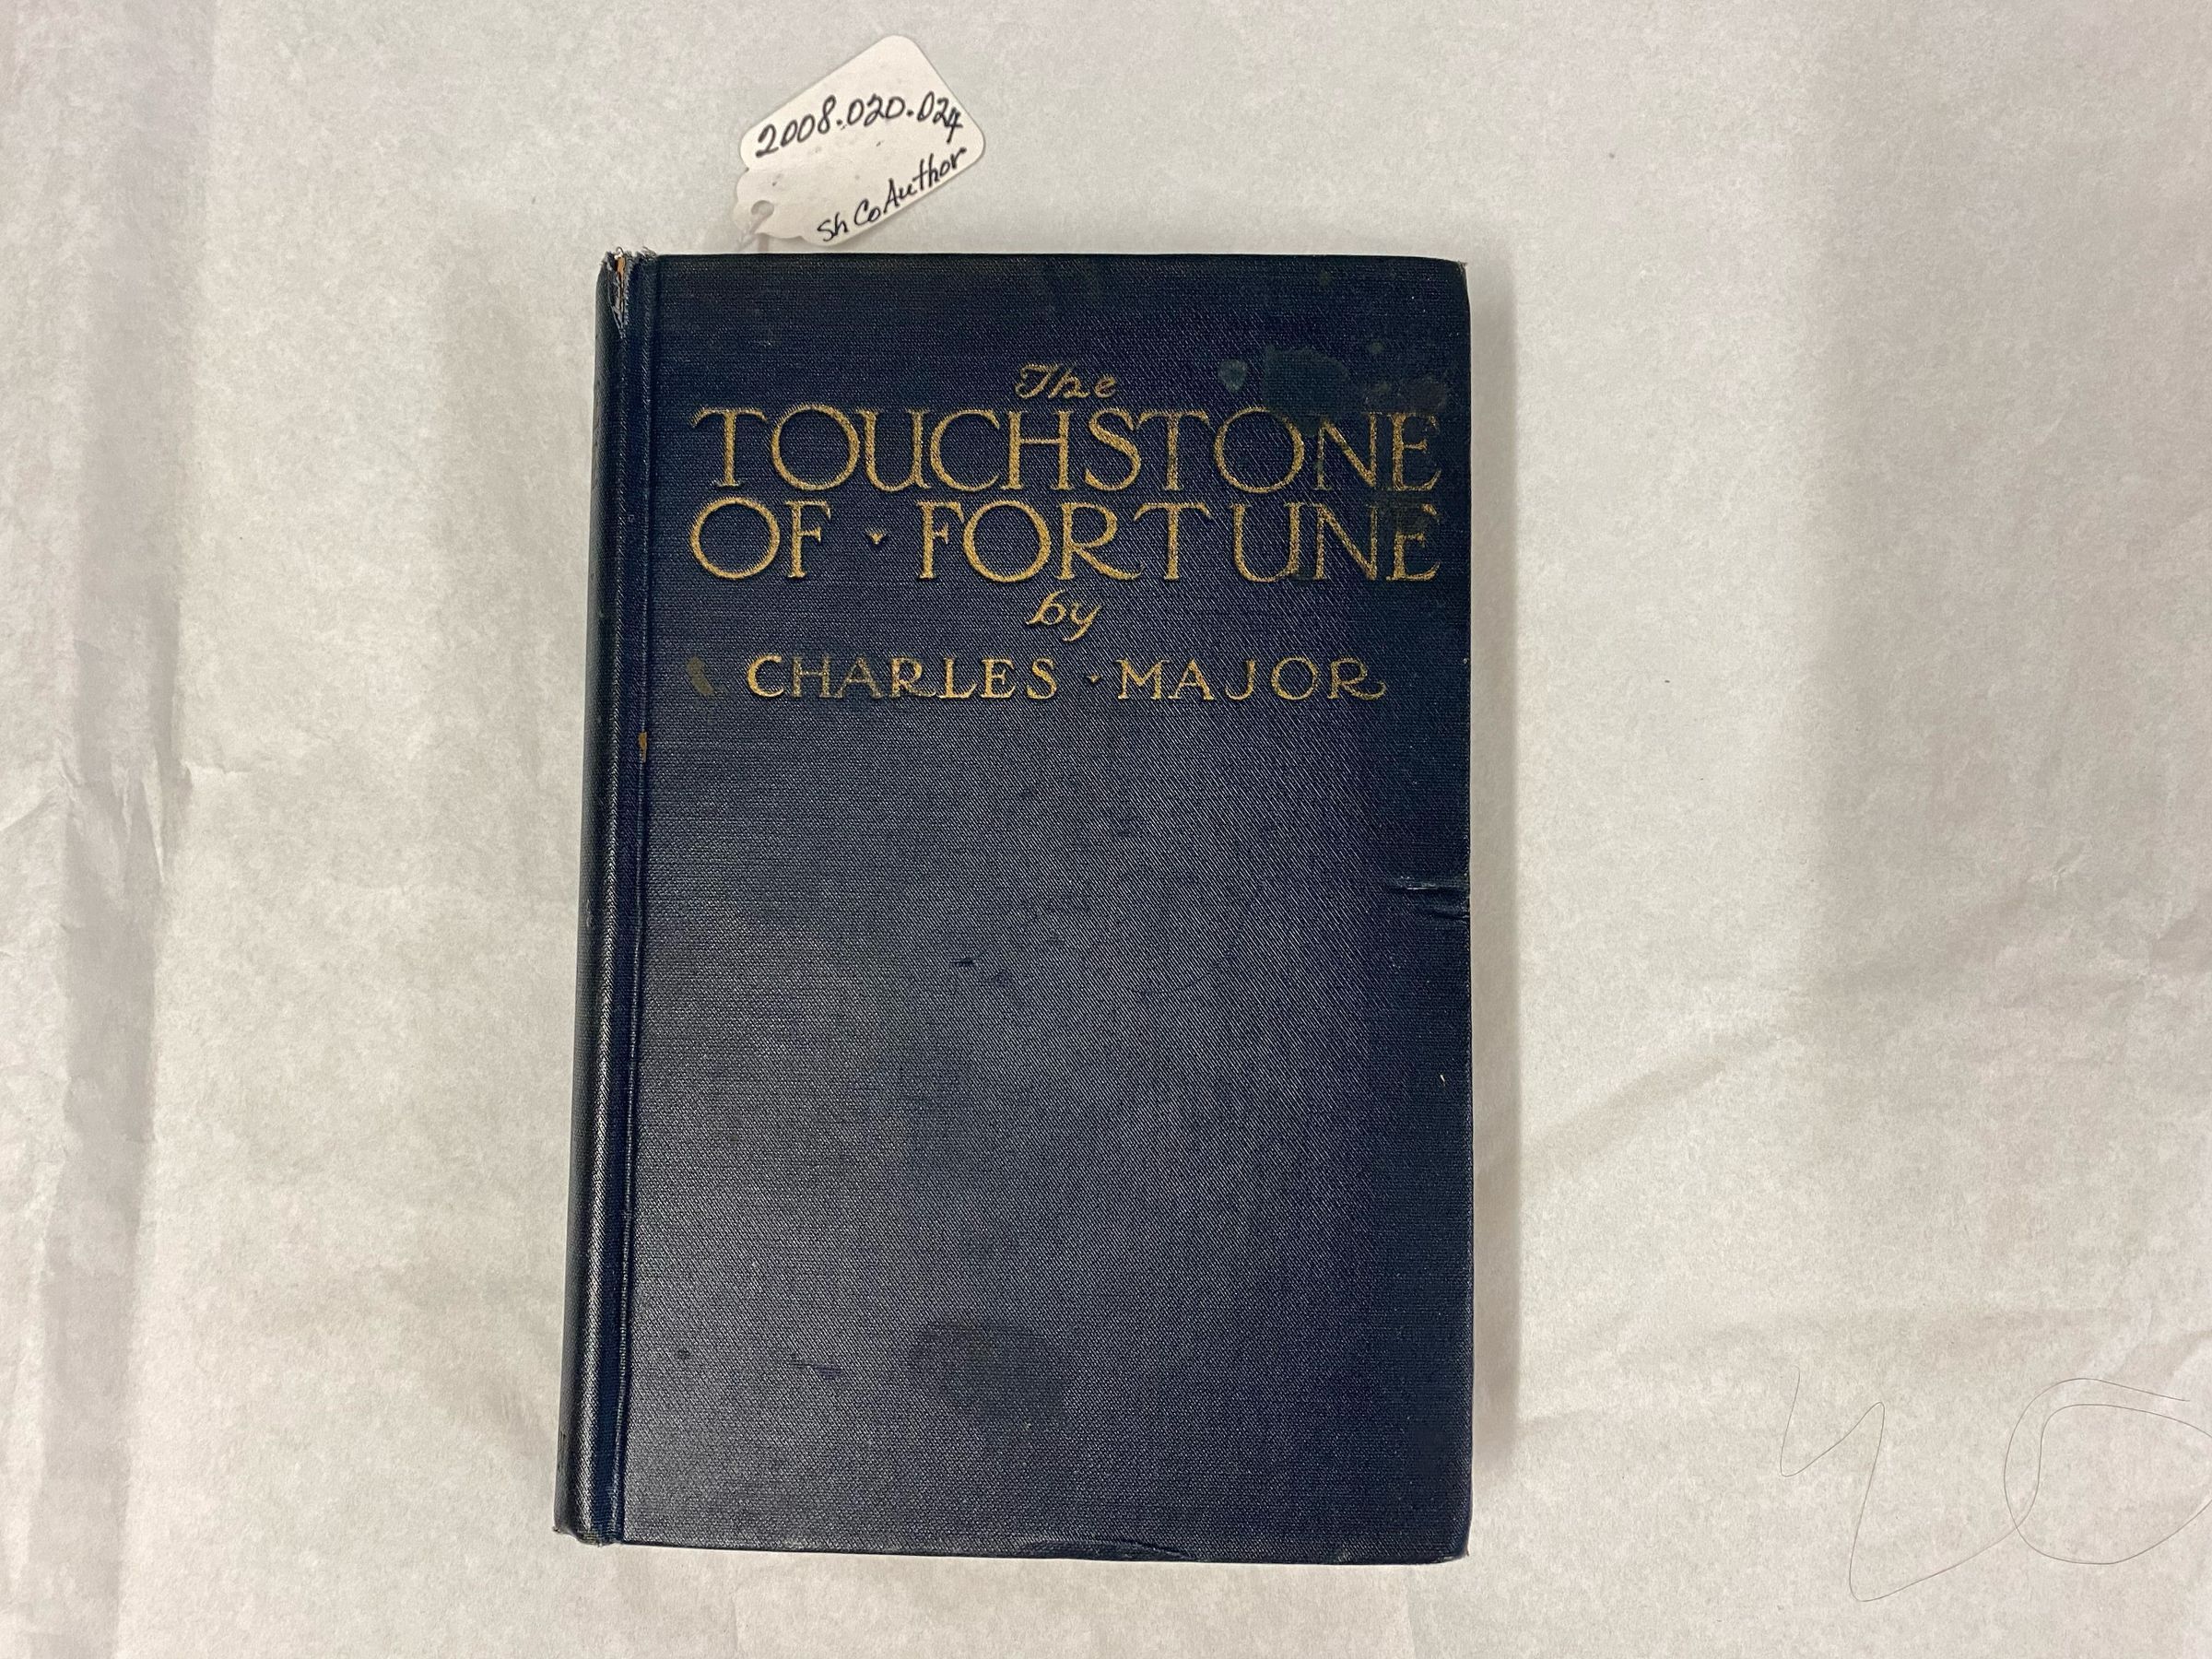 2008.020.024
Sh Co Author
The
TOUCHSTONE
OF · FORTUNE
by
CHARLES · MAJOR